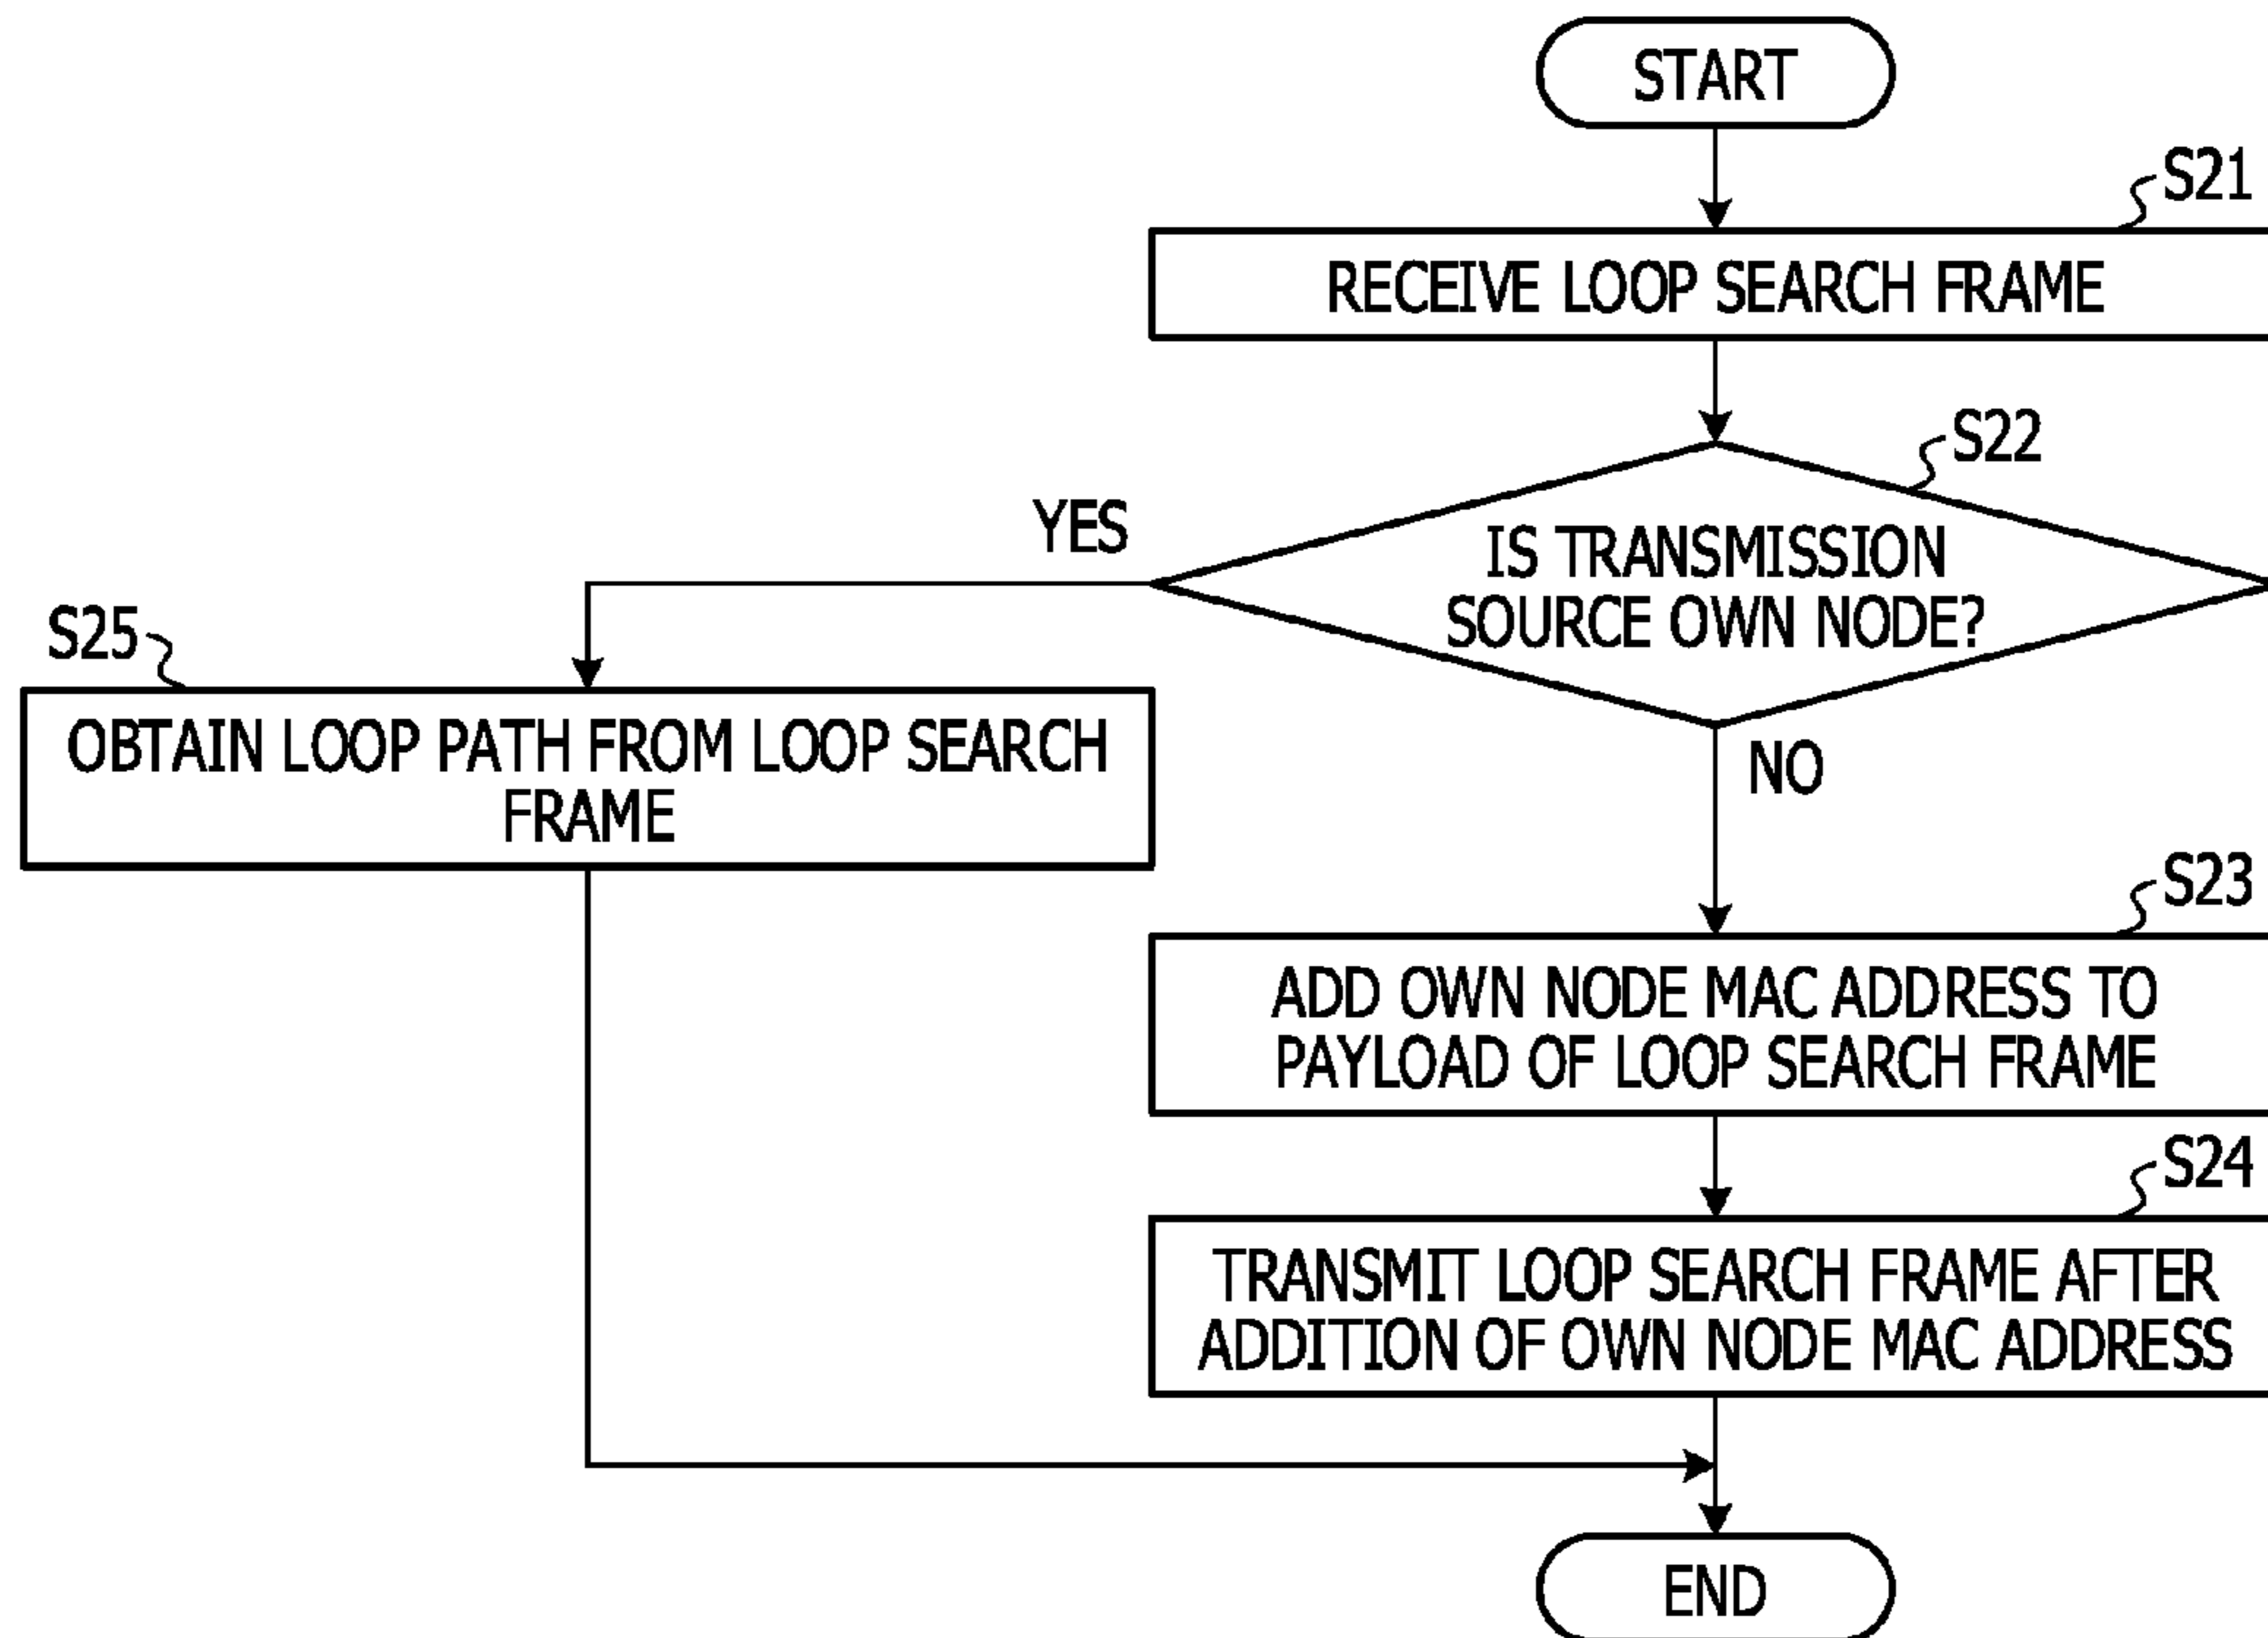 START
S21
RECEIVE LOOP SEARCH FRAME
S22
YES
IS TRANSMISSION
SOURCE OWN NODE?
S25
OBTAIN LOOP PATH FROM LOOP SEARCH
FRAME
NO
S23
ADD OWN NODE MAC ADDRESS TO
PAYLOAD OF LOOP SEARCH FRAME
S24
TRANSMIT LOOP SEARCH FRAME AFTER
ADDITION OF OWN NODE MAC ADDRESS
END